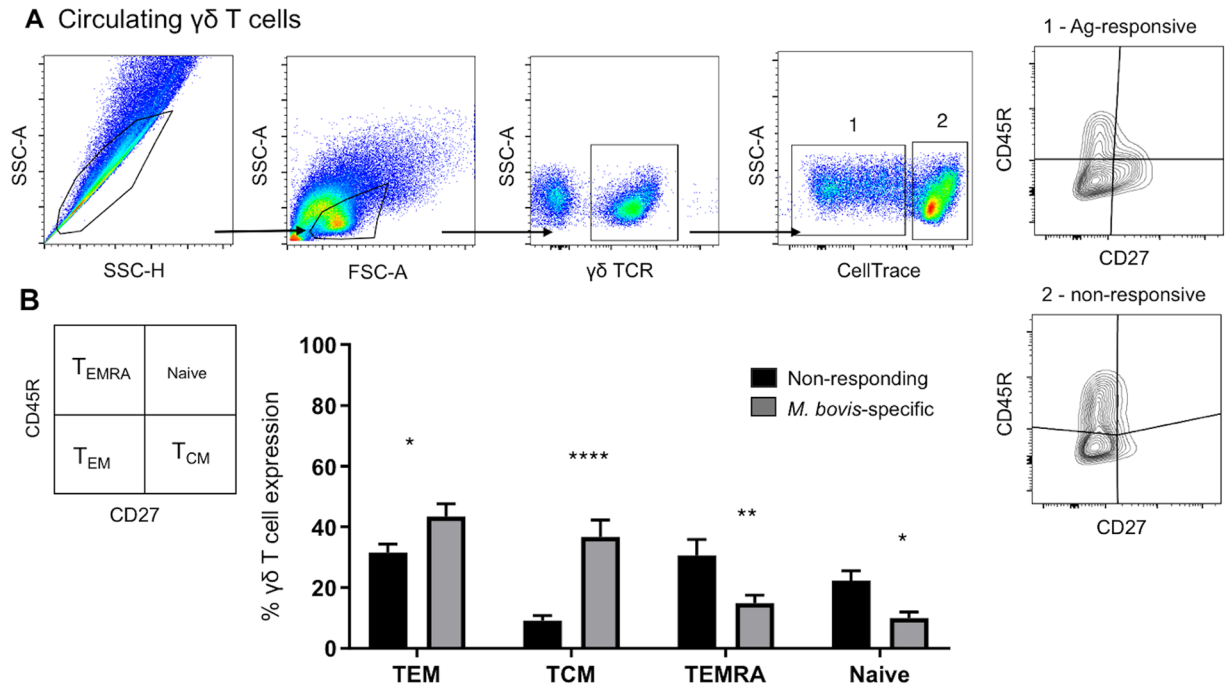 A Circulating γδ T cells
SSC-A
SSC-H
SSC-A
FSC-A
SSC-A
γδ TCR
SSC-A
1
2
CellTrace
1 - Ag-responsive
CD45R
CD27
2 - non-responsive
CD45R
CD27
B
CD45R
TEMRA
Naive
TEM
TCM
CD27
% γδ T cell expression
100
80
60
40
20
0
Non-responding
M. bovis-specific
*
****
**
*
TEM
TCM
TEMRA
Naive